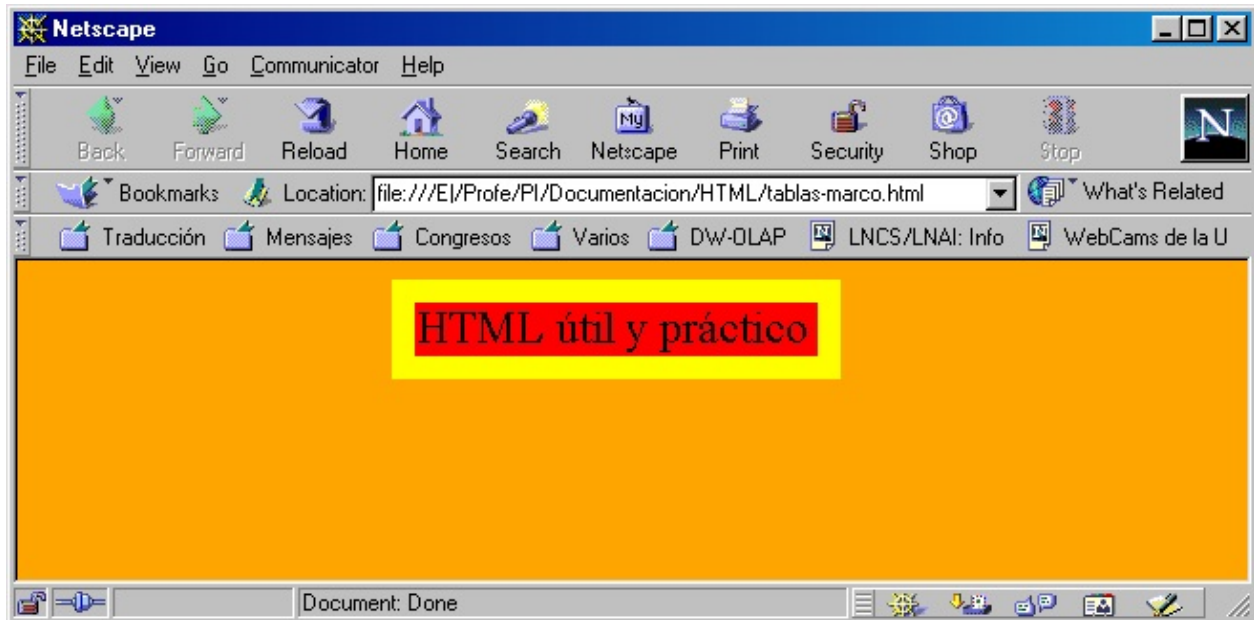 Netscape
File Edit View Go Communicator Help
My N
Back Forward Reload Home Search Netscape Print Security Shop Stop
Bookmarks Location: file:///E|/Profe/PI/Documentacion/HTML/tablas-marco.html What's Related
Traducción Mensajes Congresos Varios DW-OLAP LNCS/LNAI: Info WebCams de la U
HTML útil y práctico
Document: Done